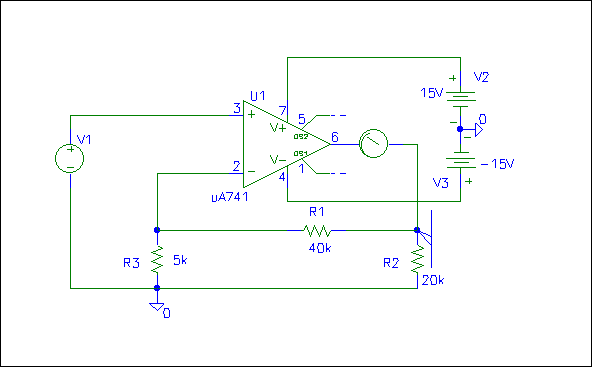 V2
+
15V
U1
3
7
5
0
+
OS2
V+
V1
6
+
-
V-
OS1
2
-
1
4
-15V
V3
+
uA741
R1
40k
R3
5k
R2
20k
0